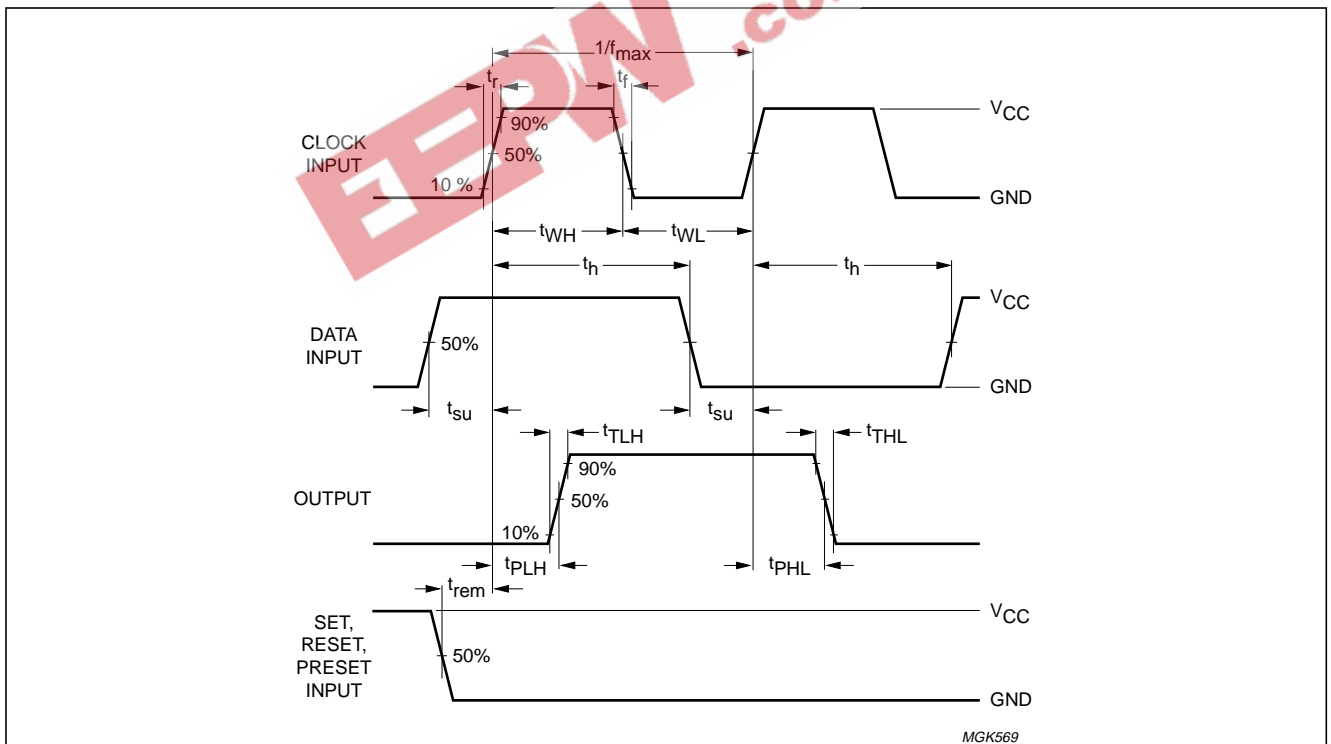 EEPW.com
1/fmax
tr
tf
VCC
90%
CLOCK
INPUT
50%
10 %
GND
tWH
tWL
th
th
VCC
DATA
INPUT
50%
GND
tsu
tsu
tTLH
tTHL
90%
OUTPUT
50%
10%
tPLH
tPHL
trem
VCC
SET,
RESET,
PRESET
INPUT
50%
GND
MGK569